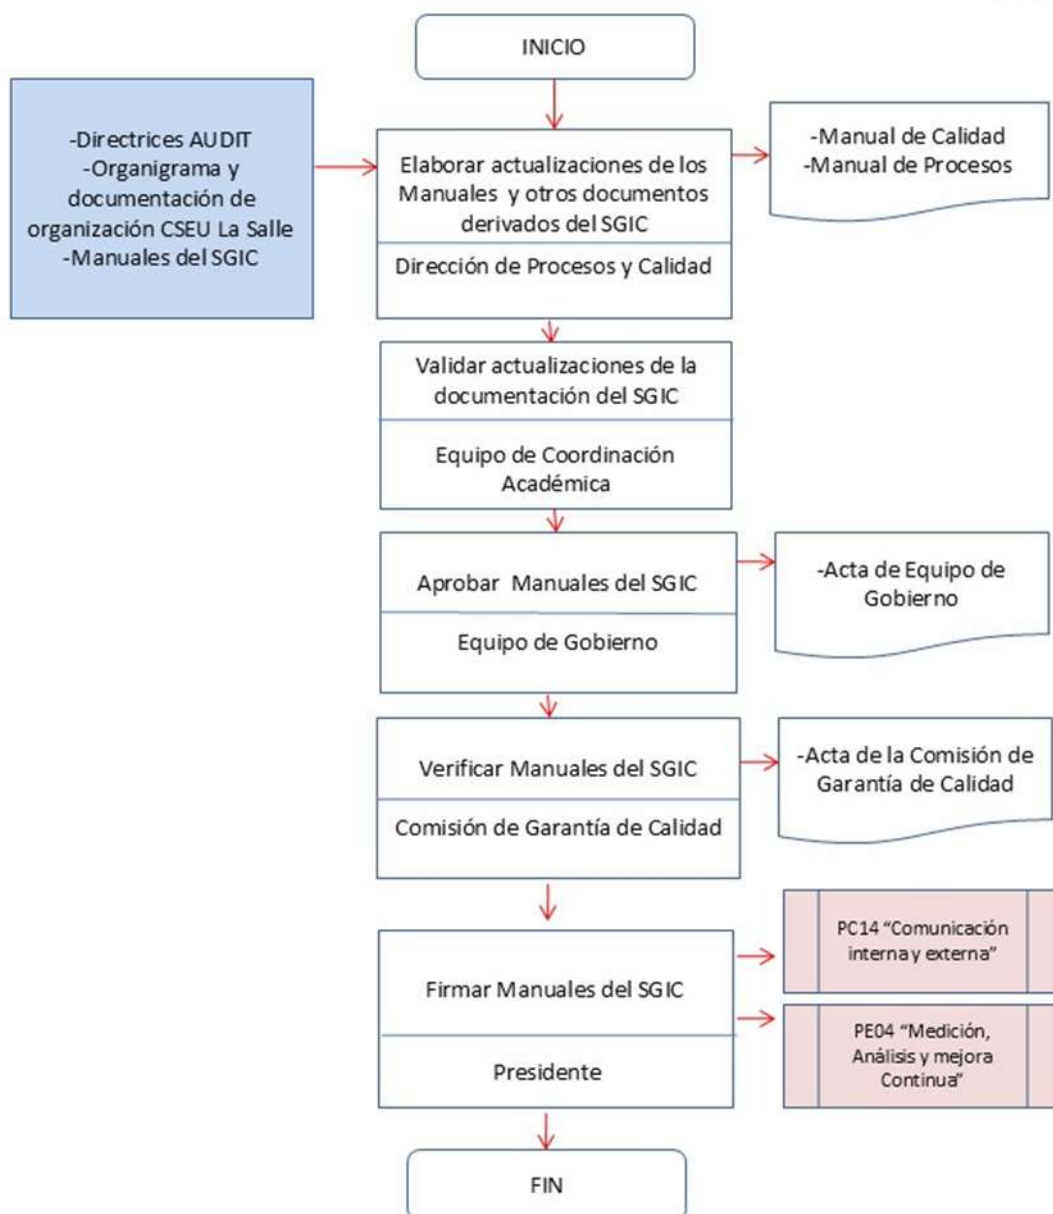 INICIO
-Directrices AUDIT
-Organigrama y
documentación de
organización CSEU La Salle
-Manuales del SGIC
Elaborar actualizaciones de los
Manuales y otros documentos
derivados del SGIC
Dirección de Procesos y Calidad
-Manual de Calidad
-Manual de Procesos
Validar actualizaciones de la
documentación del SGIC
Equipo de Coordinación
Académica
Aprobar Manuales del SGIC
Equipo de Gobierno
-Acta de Equipo de
Gobierno
Verificar Manuales del SGIC
Comisión de Garantía de Calidad
-Acta de la Comisión de
Garantía de Calidad
Firmar Manuales del SGIC
Presidente
PC14 “Comunicación
interna y externa”
PE04 “Medición,
Análisis y mejora
Continua”
FIN